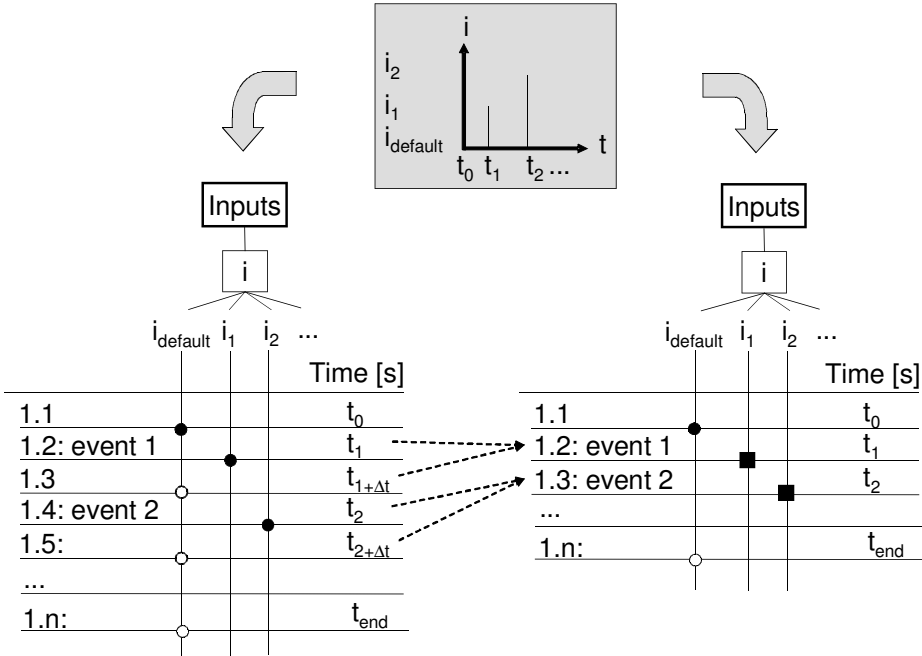 i
i2
i1
idefault
t
t0 t1 t2 ...
Inputs
i
idefault i1 i2 ...
Time [s]
1.1 t0
1.2: event 1 t1
1.3 t1+Δt
1.4: event 2 t2
1.5: t2+Δt
...
1.n: tend
Inputs
i
idefault i1 i2 ...
Time [s]
1.1 t0
1.2: event 1 t1
1.3: event 2 t2
...
1.n: tend